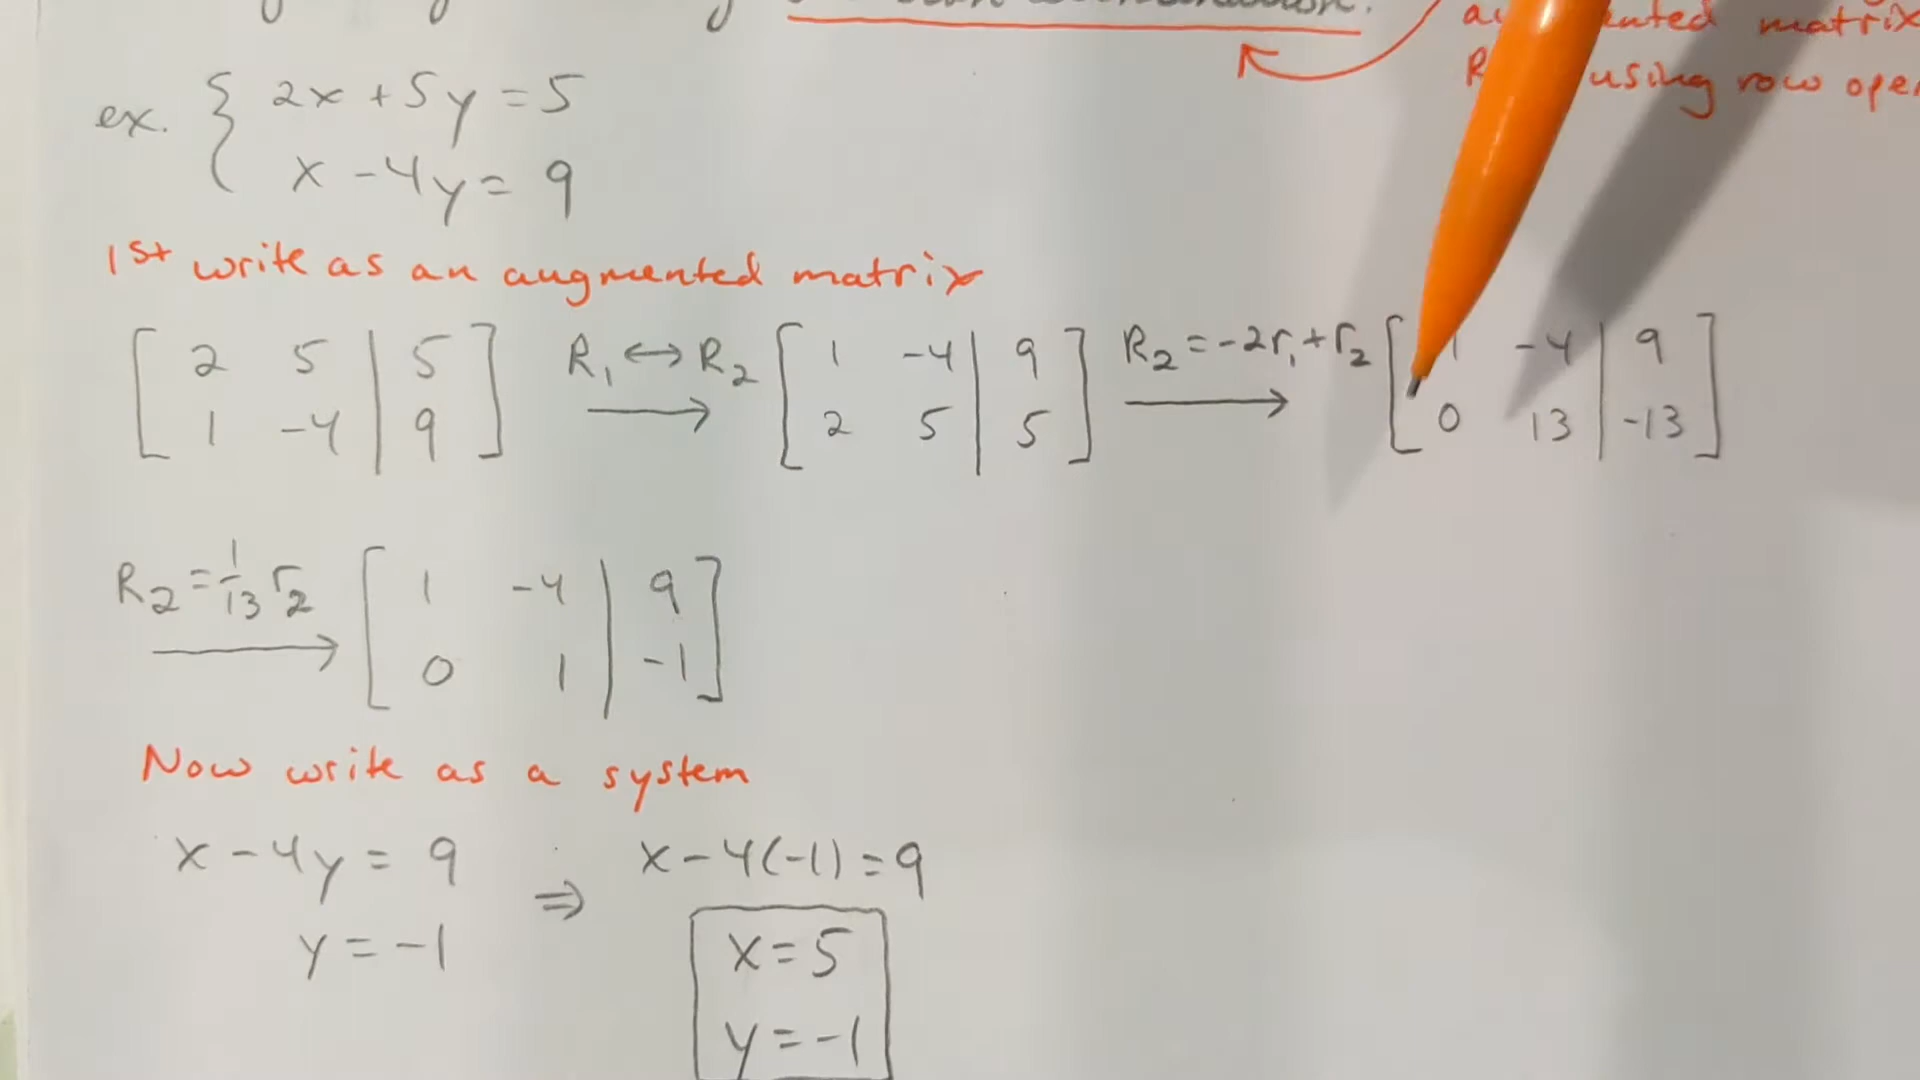 matrix
using row
ex. { 2x + 5y = 5
x - 4y = 9
1st write as an augmented matrix
[ 2 5 | 5 ] R₁ ↔ R₂ [ 1 -4 | 9 ] R₂ = -2r₁ + r₂ [ 1 -4 | 9 ]
[ 1 -4 | 9 ] → [ 2 5 | 5 ] → [ 0 13 | -13 ]
R₂ = 1/13 r₂ [ 1 -4 | 9 ]
→ [ 0 1 | -1 ]
Now write as a system
x - 4y = 9 ⇒ x - 4(-1) = 9
y = -1 x = 5
y = -1